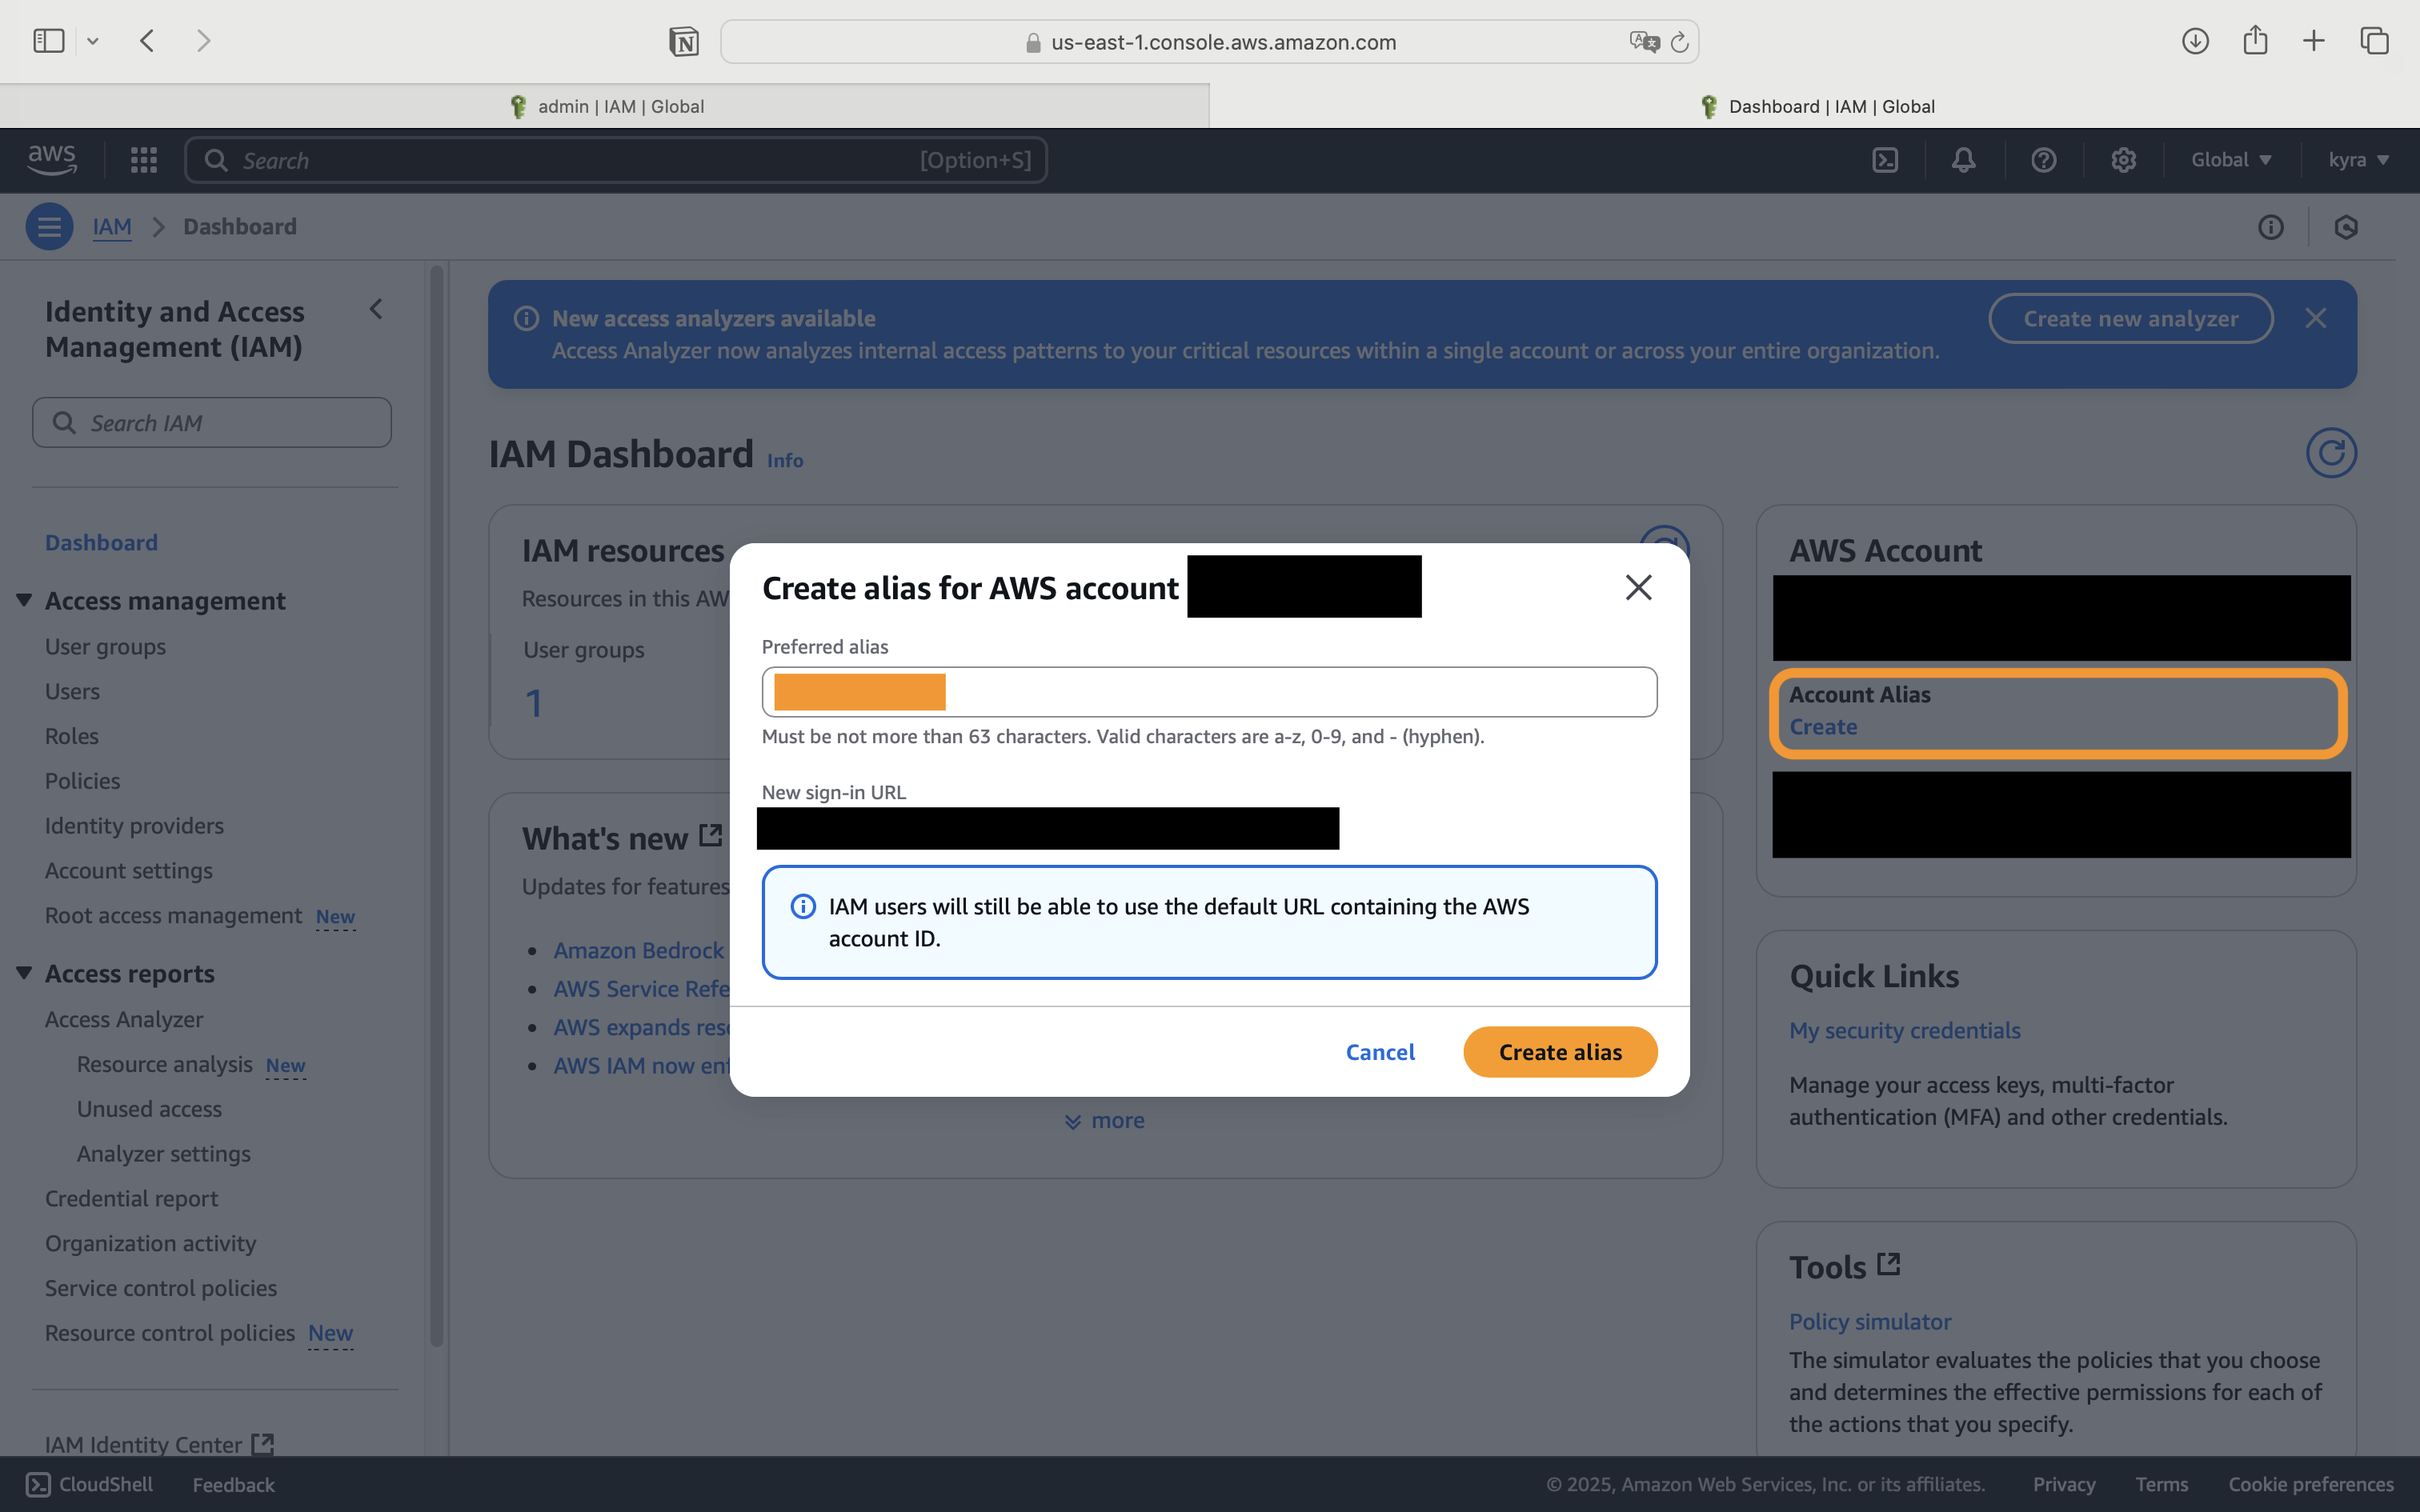 us-east-1.console.aws.amazon.com
admin | IAM | Global
Dashboard | IAM | Global
aws
Search
[Option+S]
Global
kyra
IAM
Dashboard
Identity and Access
Management (IAM)
Search IAM
Dashboard
Access management
User groups
Users
Roles
Policies
Identity providers
Account settings
Root access management New
Access reports
Access Analyzer
Resource analysis New
Unused access
Analyzer settings
Credential report
Organization activity
Service control policies
Resource control policies New
IAM Identity Center
New access analyzers available
Access Analyzer now analyzes internal access patterns to your critical resources within a single account or across your entire organization.
Create new analyzer
IAM Dashboard Info
IAM resources
Resources in this AW
User groups
1
What's new
Updates for features
Amazon Bedrock
AWS Service Refe
AWS expands reso
AWS IAM now en
more
Create alias for AWS account
Preferred alias
Must be not more than 63 characters. Valid characters are a-z, 0-9, and - (hyphen).
New sign-in URL
IAM users will still be able to use the default URL containing the AWS
account ID.
Cancel
Create alias
AWS Account
Account Alias
Create
Quick Links
My security credentials
Manage your access keys, multi-factor
authentication (MFA) and other credentials.
Tools
Policy simulator
The simulator evaluates the policies that you choose
and determines the effective permissions for each of
the actions that you specify.
CloudShell
Feedback
© 2025, Amazon Web Services, Inc. or its affiliates.
Privacy
Terms
Cookie preferences